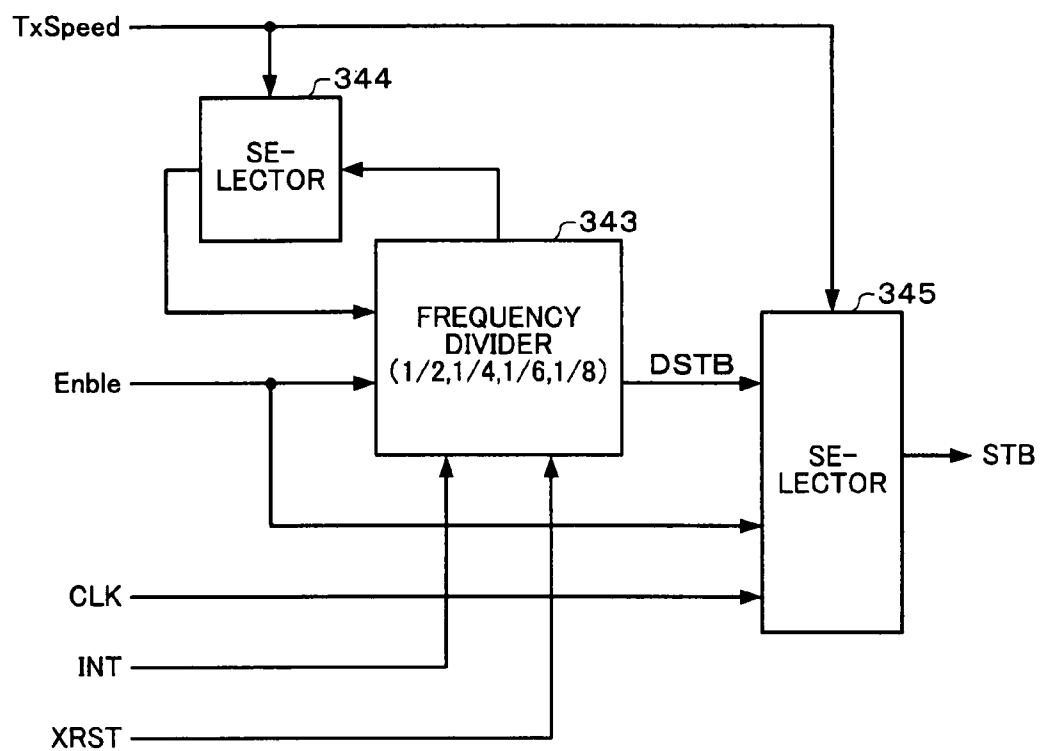 TxSpeed
344
SE-
LECTOR
343
FREQUENCY
DIVIDER
(1/2,1/4,1/6,1/8)
345
Enble
DSTB
SE-
LECTOR
STB
CLK
INT
XRST